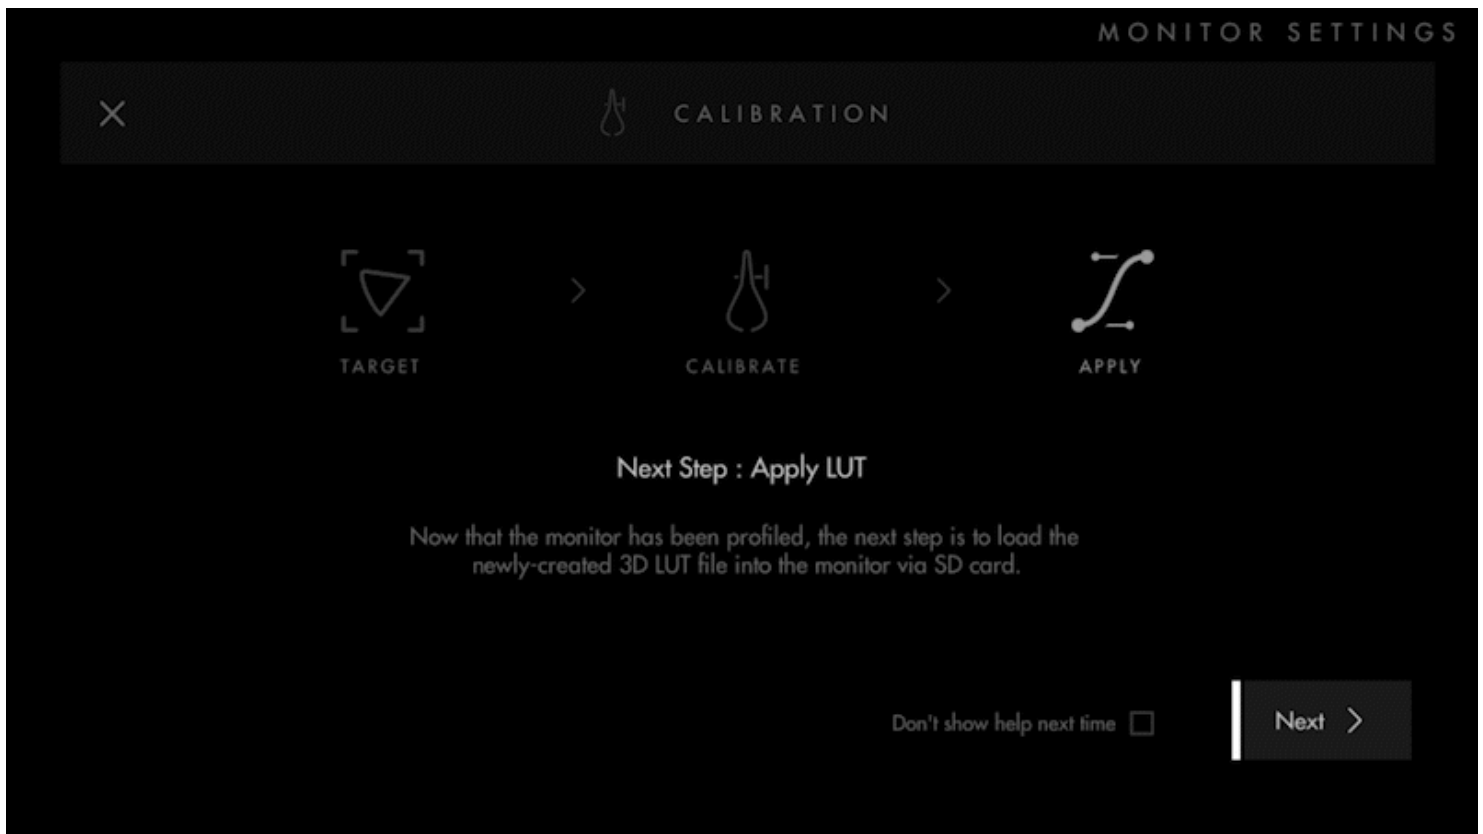 MONITOR SETTINGS
CALIBRATION
TARGET
CALIBRATE
APPLY
Next Step : Apply LUT
Now that the monitor has been profiled, the next step is to load the
newly-created 3D LUT file into the monitor via SD card.
Don't show help next time
Next